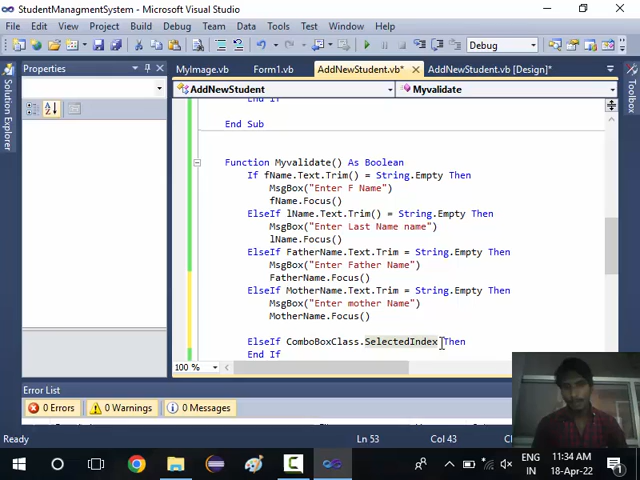 StudentManagmentSystem - Microsoft Visual Studio
File Edit View Project Build Debug Team Data Tools Test Window Help
Debug
Properties
MyImage.vb Form1.vb AddNewStudent.vb* AddNewStudent.vb [Design]*
AddNewStudent Myvalidate
Solution Explorer
Toolbox
End If
End Sub
Function Myvalidate() As Boolean
If fName.Text.Trim() = String.Empty Then
MsgBox("Enter F Name")
fName.Focus()
ElseIf lName.Text.Trim() = String.Empty Then
MsgBox("Enter Last Name name")
lName.Focus()
ElseIf FatherName.Text.Trim = String.Empty Then
MsgBox("Enter Father Name")
FatherName.Focus()
ElseIf MotherName.Text.Trim = String.Empty Then
MsgBox("Enter mother Name")
MotherName.Focus()
ElseIf ComboBoxClass.SelectedIndex Then
End If
100 %
Error List
0 Errors 0 Warnings 0 Messages
Ready Ln 53 Col 43
ENG 11:34 AM
IN 18-Apr-22